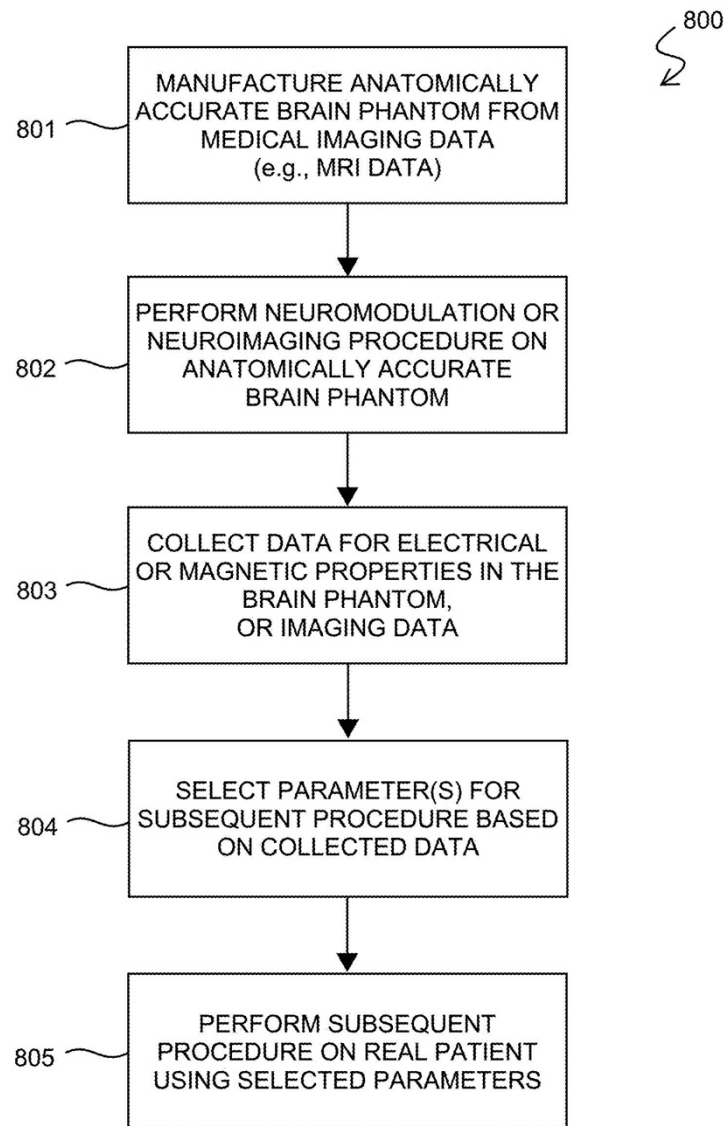 800
801
MANUFACTURE ANATOMICALLY
ACCURATE BRAIN PHANTOM FROM
MEDICAL IMAGING DATA
(e.g., MRI DATA)
802
PERFORM NEUROMODULATION OR
NEUROIMAGING PROCEDURE ON
ANATOMICALLY ACCURATE
BRAIN PHANTOM
803
COLLECT DATA FOR ELECTRICAL
OR MAGNETIC PROPERTIES IN THE
BRAIN PHANTOM,
OR IMAGING DATA
804
SELECT PARAMETER(S) FOR
SUBSEQUENT PROCEDURE BASED
ON COLLECTED DATA
805
PERFORM SUBSEQUENT
PROCEDURE ON REAL PATIENT
USING SELECTED PARAMETERS